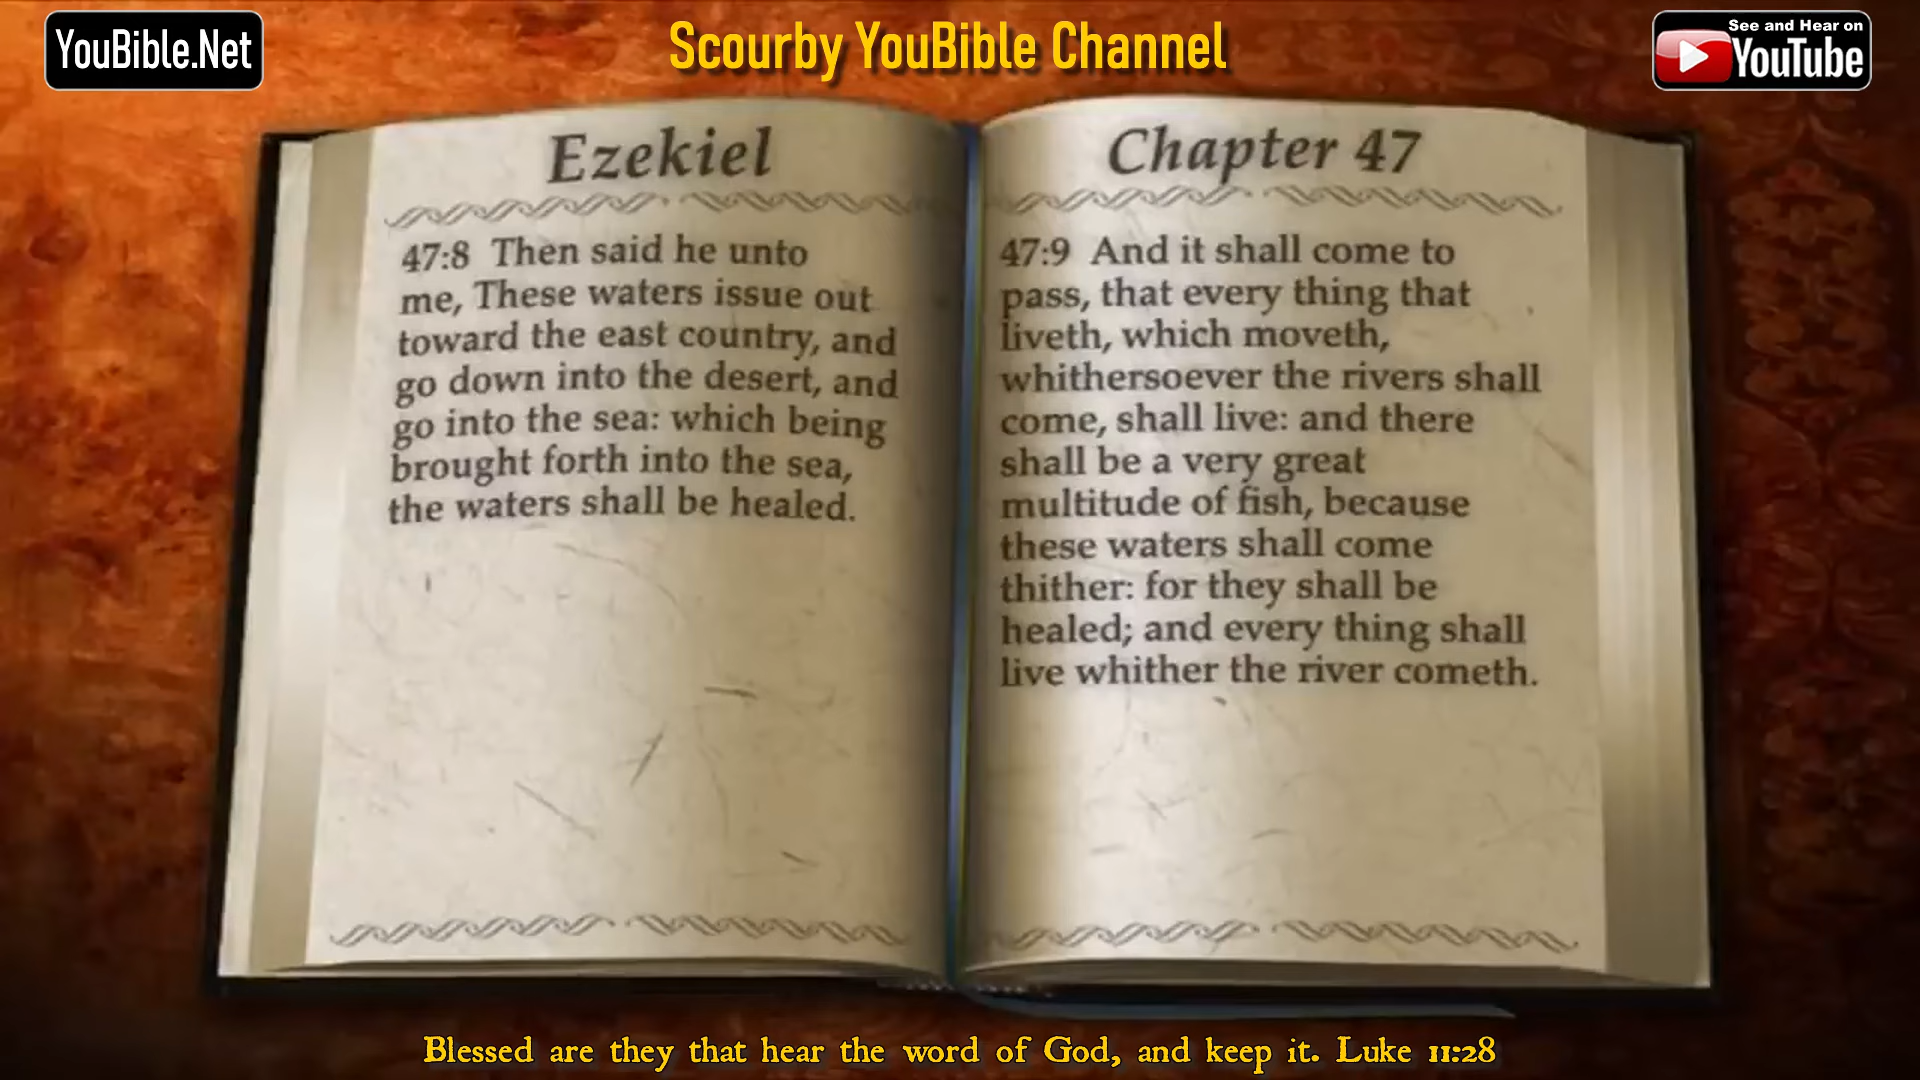 YouBible.Net
Scourby YouBible Channel
See and Hear on
YouTube
Ezekiel
47:8 Then said he unto
me, These waters issue out
toward the east country, and
go down into the desert, and
go into the sea: which being
brought forth into the sea,
the waters shall be healed.
Chapter 47
47:9 And it shall come to
pass, that every thing that
liveth, which moveth,
whithersoever the rivers shall
come, shall live: and there
shall be a very great
multitude of fish, because
these waters shall come
thither: for they shall be
healed; and every thing shall
live whither the river cometh.
Blessed are they that hear the word of God, and keep it. Luke 11:28